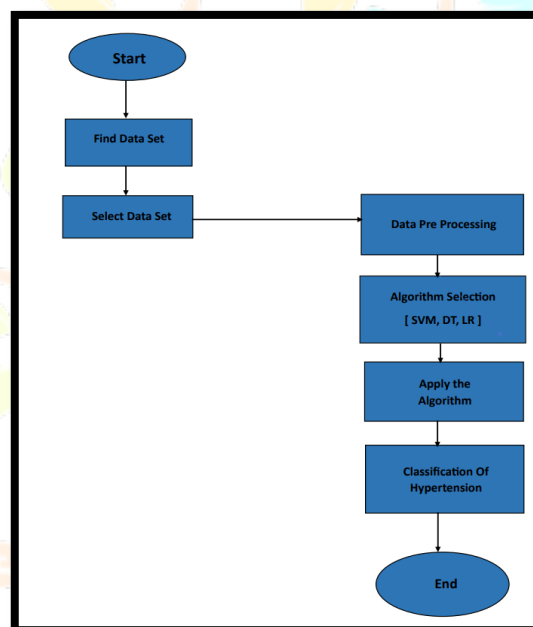 Start
Find Data Set
Select Data Set
Data Pre Processing
Algorithm Selection
[ SVM, DT, LR ]
Apply the
Algorithm
Classification Of
Hypertension
End